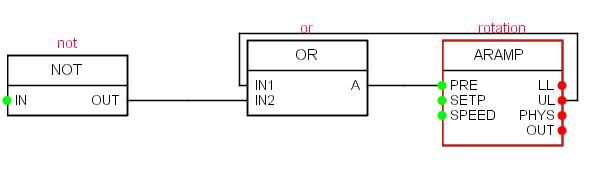 not
NOT
IN OUT
or
OR
IN1 A
IN2
rotation
ARAMP
PRE LL
SETP UL
SPEED PHYS
OUT